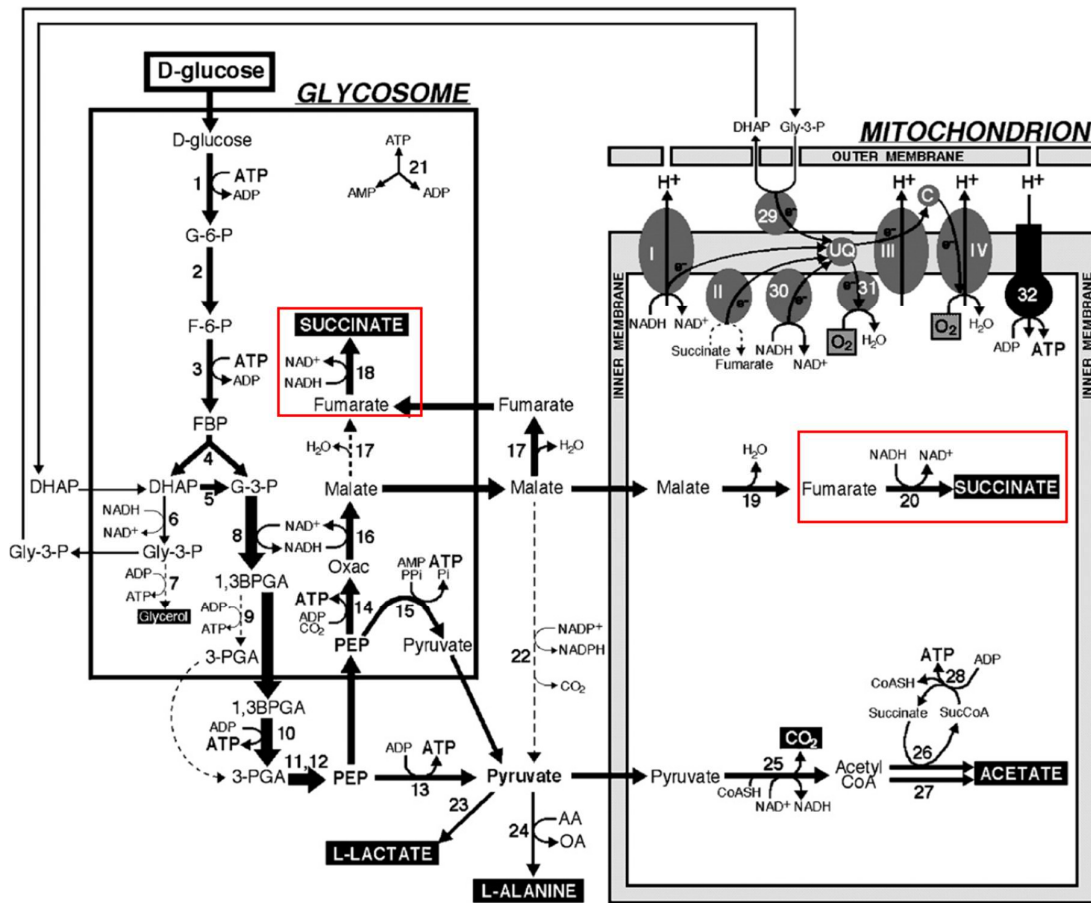 D-glucose
GLYCOSOME
D-glucose
1
ATP
ADP
G-6-P
2
F-6-P
3
ATP
ADP
FBP
4
DHAP
DHAP
5
G-3-P
NADH
NAD+
6
Gly-3-P
Gly-3-P
ADP
ATP
7
Glycerol
8
NAD+
NADH
16
1,3BPGA
ADP
ATP
9
3-PGA
1,3BPGA
ADP
ATP
10
3-PGA
11,12
PEP
ATP
AMP
ADP
21
SUCCINATE
NAD+
NADH
18
Fumarate
Fumarate
H2O
17
17
H2O
Malate
Malate
Oxac
ATP
ADP
CO2
14
PEP
AMP
PPi
ATP
Pi
15
Pyruvate
22
NADP+
NADPH
CO2
ADP
ATP
13
Pyruvate
23
L-LACTATE
24
AA
OA
L-ALANINE
DHAP
Gly-3-P
MITOCHONDRION
OUTER MEMBRANE
H+
H+
H+
H+
29
e-
C
I
e-
UQ
III
e-
e-
IV
II
e-
30
e-
e-
31
32
NADH
NAD+
Succinate
Fumarate
NADH
NAD+
O2
H2O
O2
H2O
ADP
ATP
INNER MEMBRANE
INNER MEMBRANE
Malate
H2O
19
Fumarate
NADH
NAD+
20
SUCCINATE
ATP
ADP
CoASH
28
Succinate
SucCoA
26
Pyruvate
25
CO2
CoASH
NAD+
NADH
Acetyl
CoA
27
ACETATE